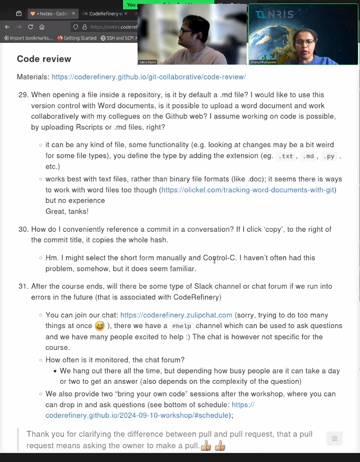 Code review
Materials: https://coderefinery.github.io/git-collaborative/code-review/
29. When opening a file inside a repository, is it by default a .md file? I would like to use this
version control with Word documents, is it possible to upload a word document and work
collaboratively with my collegues on the Github web? I assume working on code is possible,
by uploading Rscripts or .md files, right?
it can be any kind of file, some functionality (e.g. looking at changes may be a bit weird
for some file types), you define the type by adding the extension (eg. .txt, .md, .py,
etc.)
works best with text files, rather than binary file formats (like .doc); it seems there is ways
to work with word files too though (https://olickel.com/tracking-word-documents-with-git)
but no experience
Great, tanks!
30. How do I conveniently reference a commit in a conversation? If I click 'copy', to the right of
the commit title, it copies the whole hash.
Hm. I might select the short form manually and Control-C. I haven't often had this
problem, somehow, but it does seem familiar.
31. After the course ends, will there be some type of Slack channel or chat forum if we run into
errors in the future (that is associated with CodeRefinery)
You can join our chat: https://coderefinery.zulipchat.com (sorry, trying to do too many
things at once 😅), there we have a #help channel which can be used to ask questions
and we have many people excited to help :) The chat is however not specific for the
course.
How often is it monitored, the chat forum?
We hang out there all the time, but depending how busy people are it can take a day
or two to get an answer (also depends on the complexity of the question)
We also provide two "bring your own code" sessions after the workshop, where you can
can drop in and ask questions (see bottom of schedule: https://
coderefinery.github.io/2024-09-10-workshop/#schedule);
Thank you for clarifying the difference between pull and pull request, that a pull
request means asking the owner to make a pull.👍👍
NRIS
Notes
CodeRefinery
Import bookmarks...
Getting Started